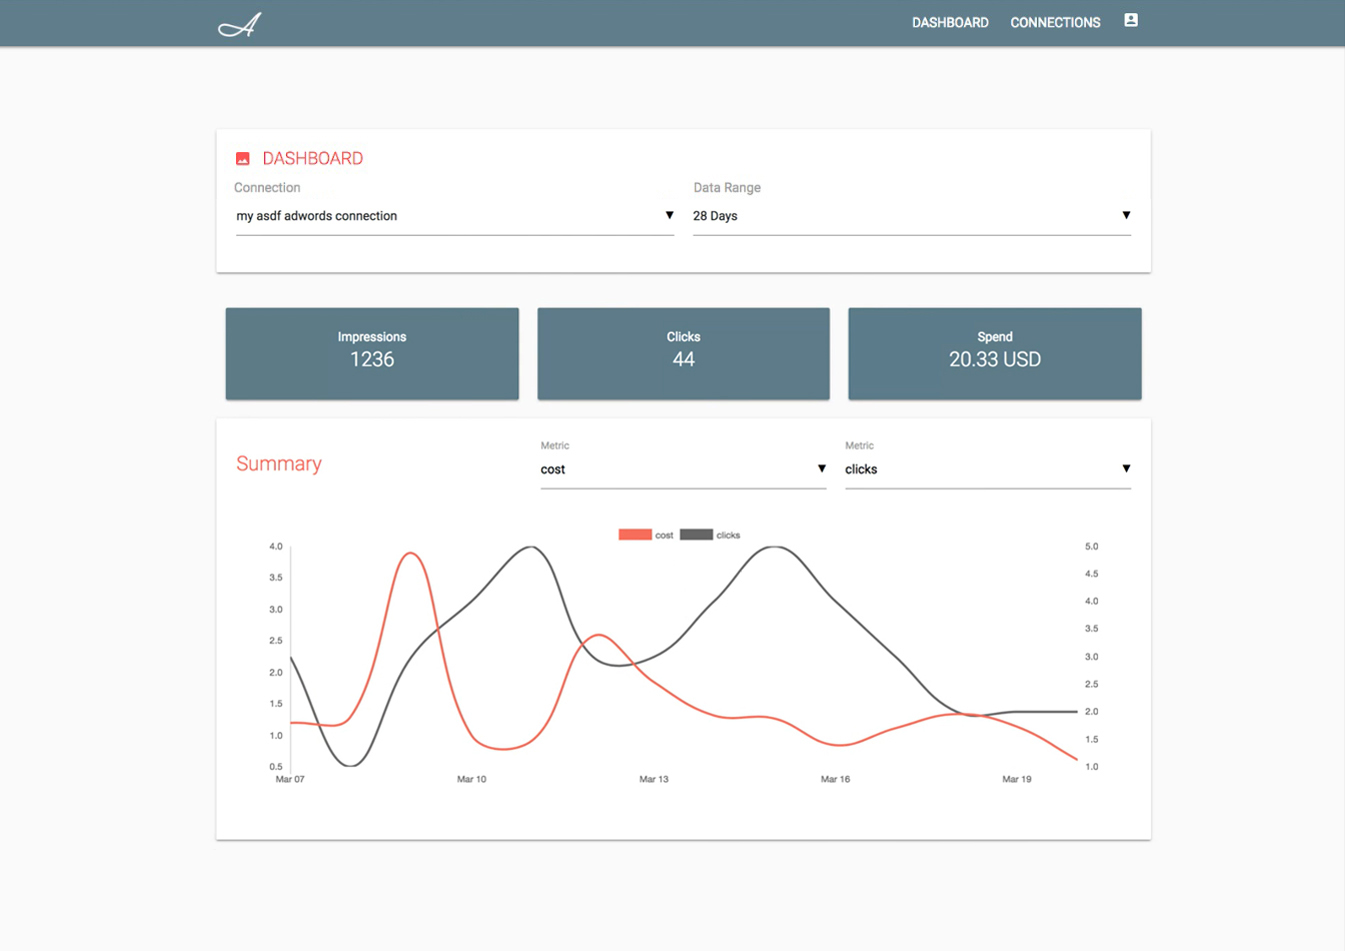 A
DASHBOARD CONNECTIONS
DASHBOARD
Connection Data Range
my asdf adwords connection 28 Days
Impressions Clicks Spend
1236 44 20.33 USD
Summary
Metric Metric
cost clicks
cost clicks
4.0 5.0
3.5 4.5
3.0 4.0
2.5 3.5
2.0 3.0
1.5 2.5
1.0 2.0
0.5 1.5
1.0
Mar 07 Mar 10 Mar 13 Mar 16 Mar 19